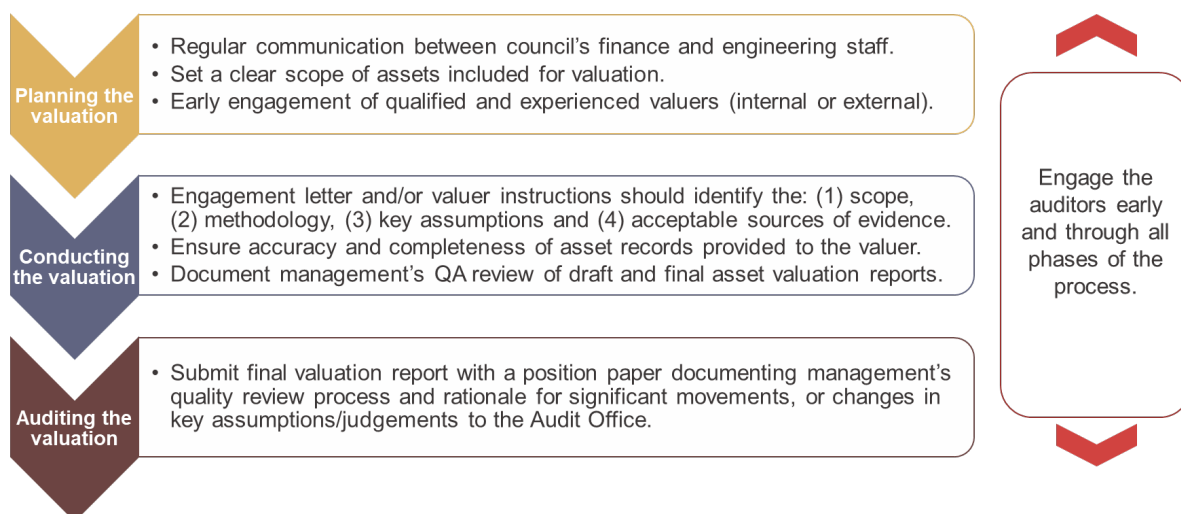 Planning the
valuation
• Regular communication between council’s finance and engineering staff.
• Set a clear scope of assets included for valuation.
• Early engagement of qualified and experienced valuers (internal or external).
Conducting
the valuation
• Engagement letter and/or valuer instructions should identify the: (1) scope,
(2) methodology, (3) key assumptions and (4) acceptable sources of evidence.
• Ensure accuracy and completeness of asset records provided to the valuer.
• Document management’s QA review of draft and final asset valuation reports.
Auditing the
valuation
• Submit final valuation report with a position paper documenting management’s
quality review process and rationale for significant movements, or changes in
key assumptions/judgements to the Audit Office.
Engage the
auditors early
and through all
phases of the
process.